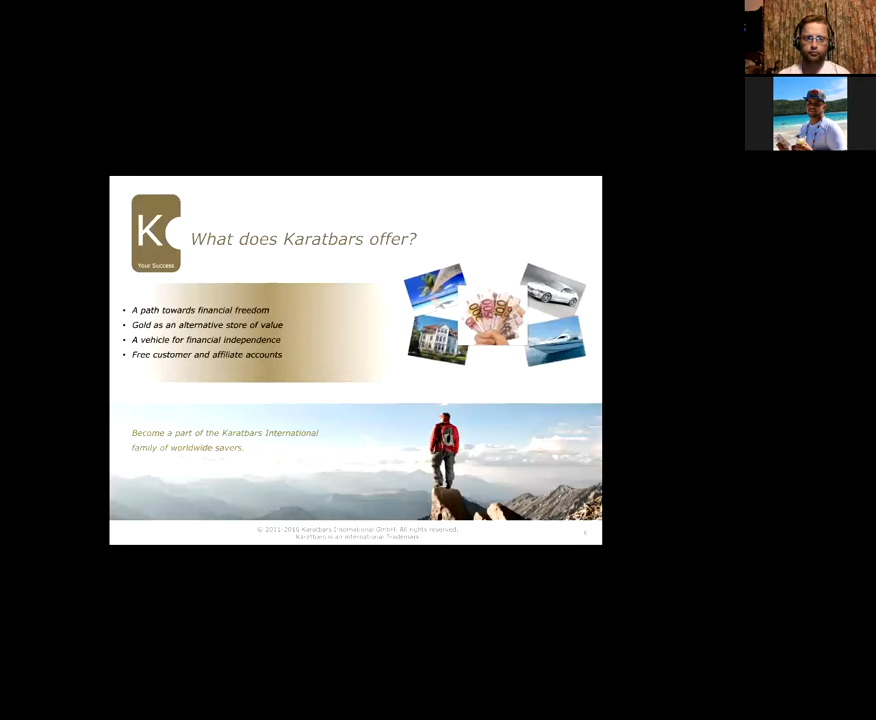 K
Your Success
What does Karatbars offer?
• A path towards financial freedom
• Gold as an alternative store of value
• A vehicle for financial independence
• Free customer and affiliate accounts
Become a part of the Karatbars International
family of worldwide savers.
© 2011-2015 Karatbars International GmbH. All rights reserved.
Karatbars is an international Trademark
6